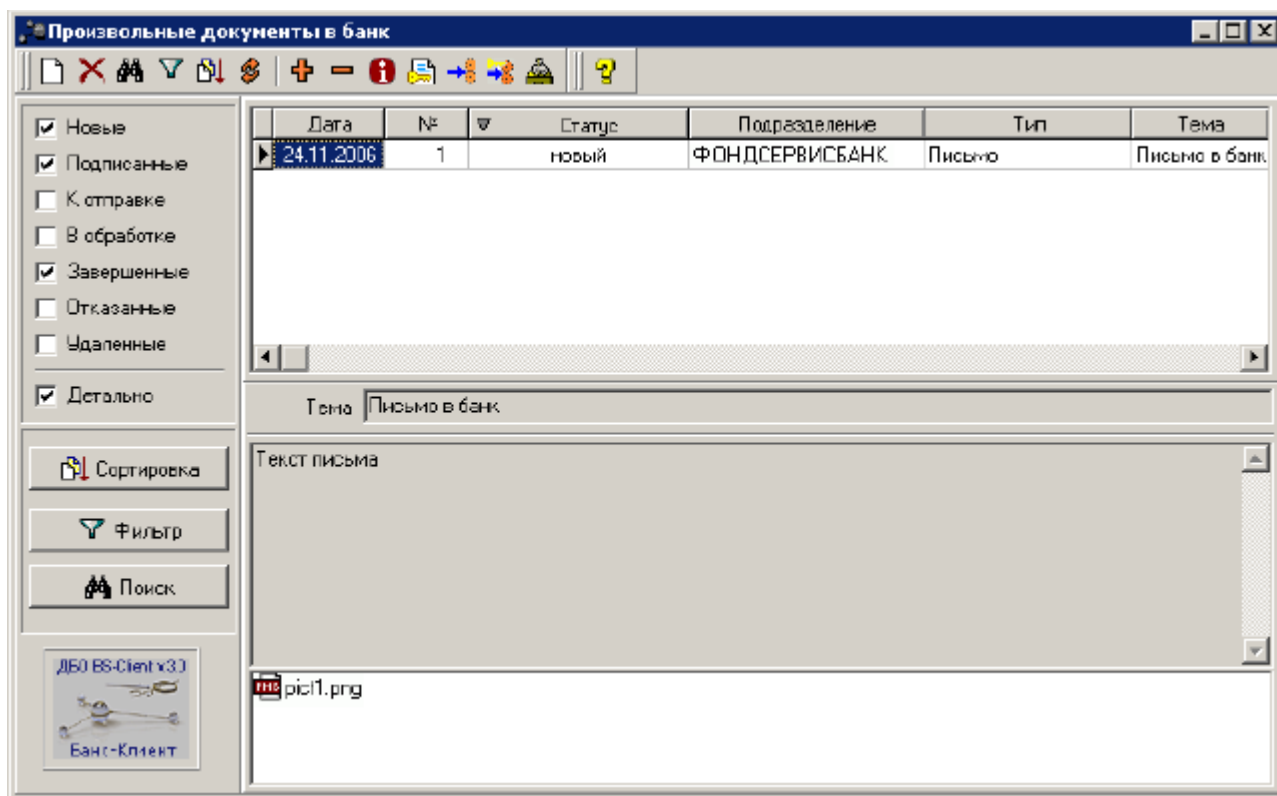 Произвольные документы в банк
Новые
Подписанные
К отправке
В обработке
Завершенные
Отказанные
Удаленные
Детально
Сортировка
Фильтр
Поиск
ДБО BS-Client v.3.0
Банк-Клиент
Дата № Статус Подразделение Тип Тема
24.11.2006 1 новый ФОНДСЕРВИСБАНК Письмо Письмо в банк
Тема Письмо в банк
Текст письма
pict1.png